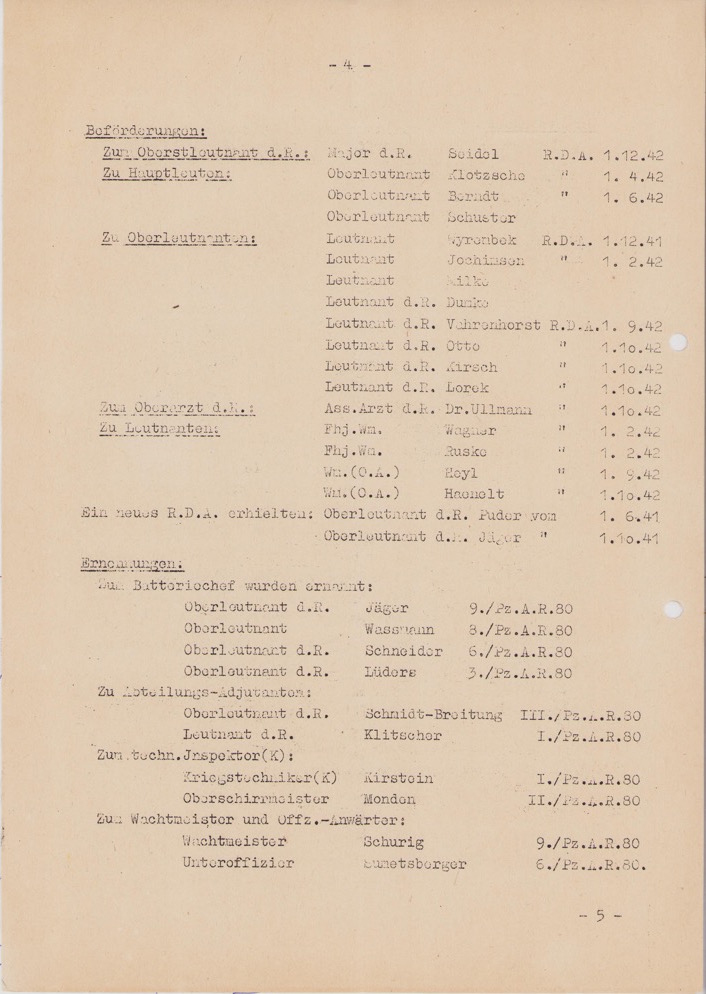 - 4 -
Beförderungen:
Zum Oberstleutnant d.R.: Major d.R. Seidel R.D.A. 1.12.42
Zu Hauptleuten: Oberleutnant Klotzsche " 1. 4.42
Oberleutnant Berndt " 1. 6.42
Oberleutnant Schuster
Zu Oberleutnanten: Leutnant Wyrembek R.D.A. 1.12.41
Leutnant Jochimsen " 1. 2.42
Leutnant
Leutnant d.R. Dumke
Leutnant d.R. Vahrenhorst R.D.A.1. 9.42
Leutnant d.R. Otto " 1.10.42
Leutnant d.R. Kirsch " 1.10.42
Leutnant d.R. Lorek " 1.10.42
Zum Oberarzt d.R.: Ass.Arzt d.R. Dr.Ullmann " 1.10.42
Zu Leutnanten: Fhj.Wm. Wagner " 1. 2.42
Fhj.Wm. Ruske " 1. 2.42
Wm.(O.A.) Heyl " 1. 9.42
Wm.(O.A.) Haenelt " 1.10.42
Ein neues R.D.A. erhielten: Oberleutnant d.R. Puder vom 1. 6.41
Oberleutnant d.R. Jäger " 1.10.41
Ernennungen:
Zum Batteriechef wurden ernannt:
Oberleutnant d.R. Jäger 9./Pz.A.R.80
Oberleutnant Wassmann 8./Pz.A.R.80
Oberleutnant d.R. Schneider 6./Pz.A.R.80
Oberleutnant d.R. Lüders 3./Pz.A.R.80
Zu Abteilungs-Adjutanten:
Oberleutnant d.R. Schmidt-Breitung III./Pz.A.R.80
Leutnant d.R. Klitscher I./Pz.A.R.80
Zum techn.Jnspektor(K):
Kriegstechniker(K) Kirstein I./Pz.A.R.80
Oberschirrmeister Monden II./Pz.A.R.80
Zum Wachtmeister und Offz.-Anwärter:
Wachtmeister Schurig 9./Pz.A.R.80
Unteroffizier 6./Pz.A.R.80.
- 5 -